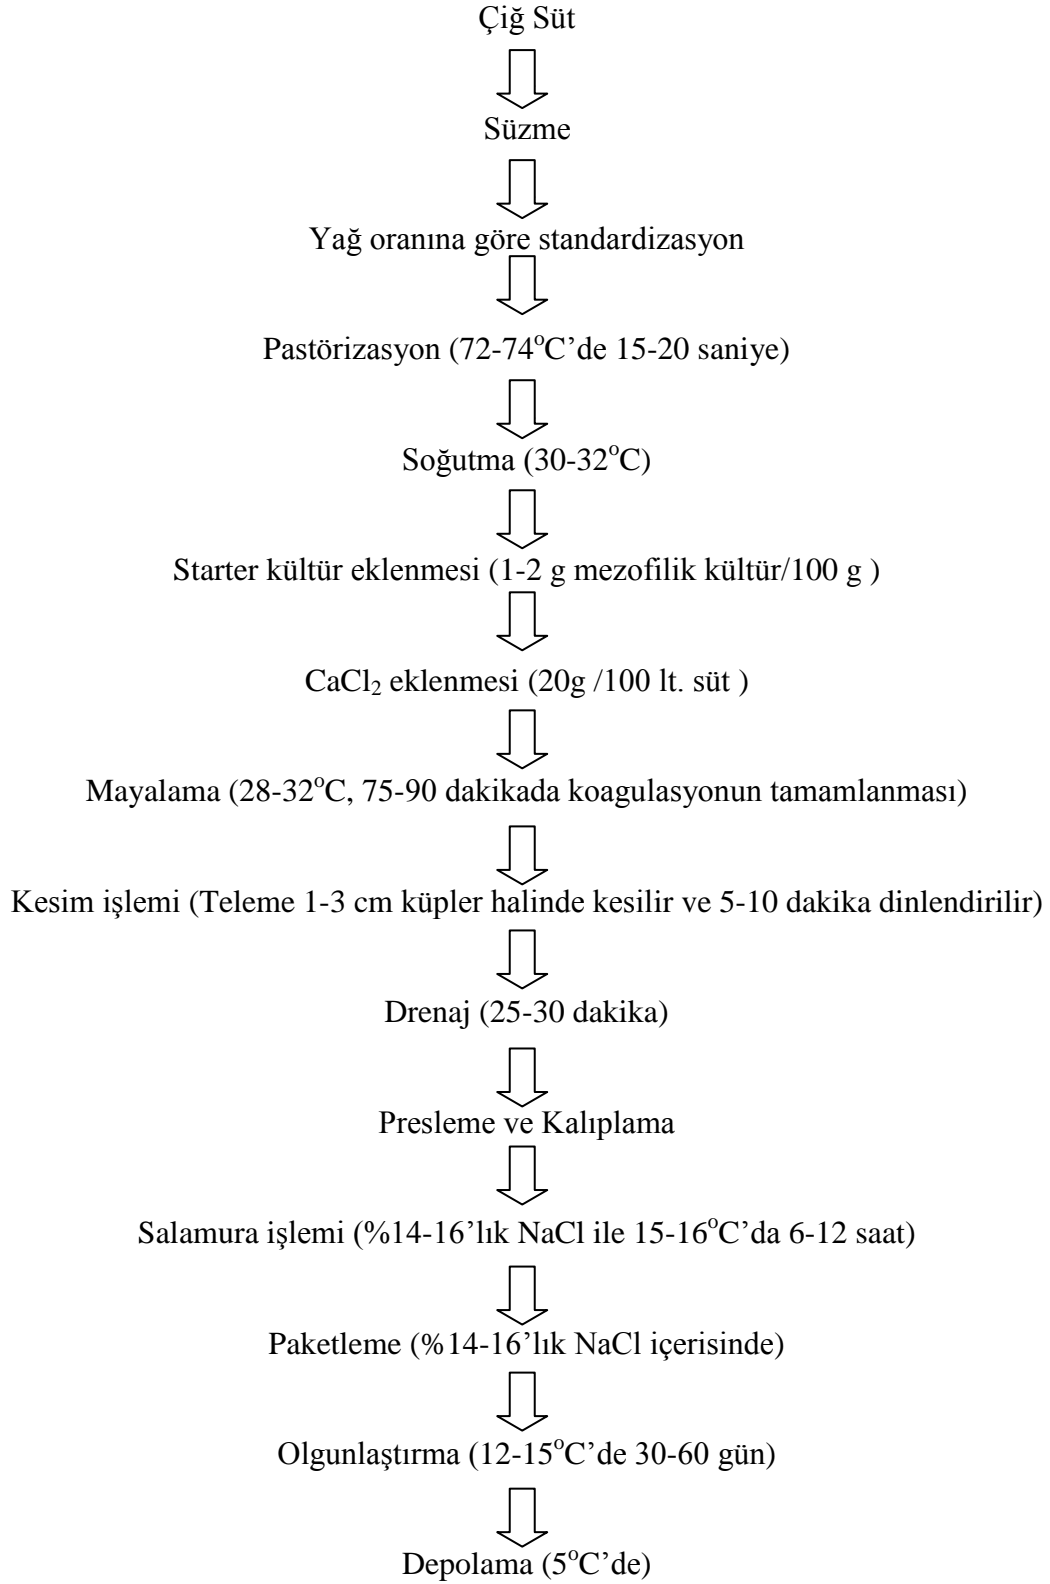 Çiğ Süt
Süzme
Yağ oranına göre standardizasyon
Pastörizasyon (72-74°C’de 15-20 saniye)
Soğutma (30-32°C)
Starter kültür eklenmesi (1-2 g mezofilik kültür/100 g )
CaCl₂ eklenmesi (20g /100 lt. süt )
Mayalama (28-32°C, 75-90 dakikada koagulasyonun tamamlanması)
Kesim işlemi (Teleme 1-3 cm küpler halinde kesilir ve 5-10 dakika dinlendirilir)
Drenaj (25-30 dakika)
Presleme ve Kalıplama
Salamura işlemi (%14-16’lık NaCl ile 15-16°C’da 6-12 saat)
Paketleme (%14-16’lık NaCl içerisinde)
Olgunlaştırma (12-15°C’de 30-60 gün)
Depolama (5°C’de)